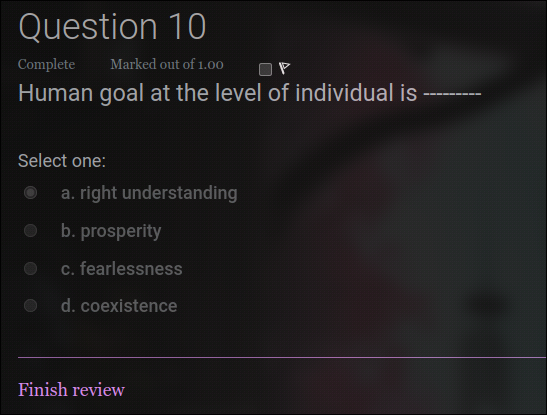 Question 10
Complete Marked out of 1.00
Human goal at the level of individual is ---------
Select one:
a. right understanding
b. prosperity
c. fearlessness
d. coexistence
Finish review